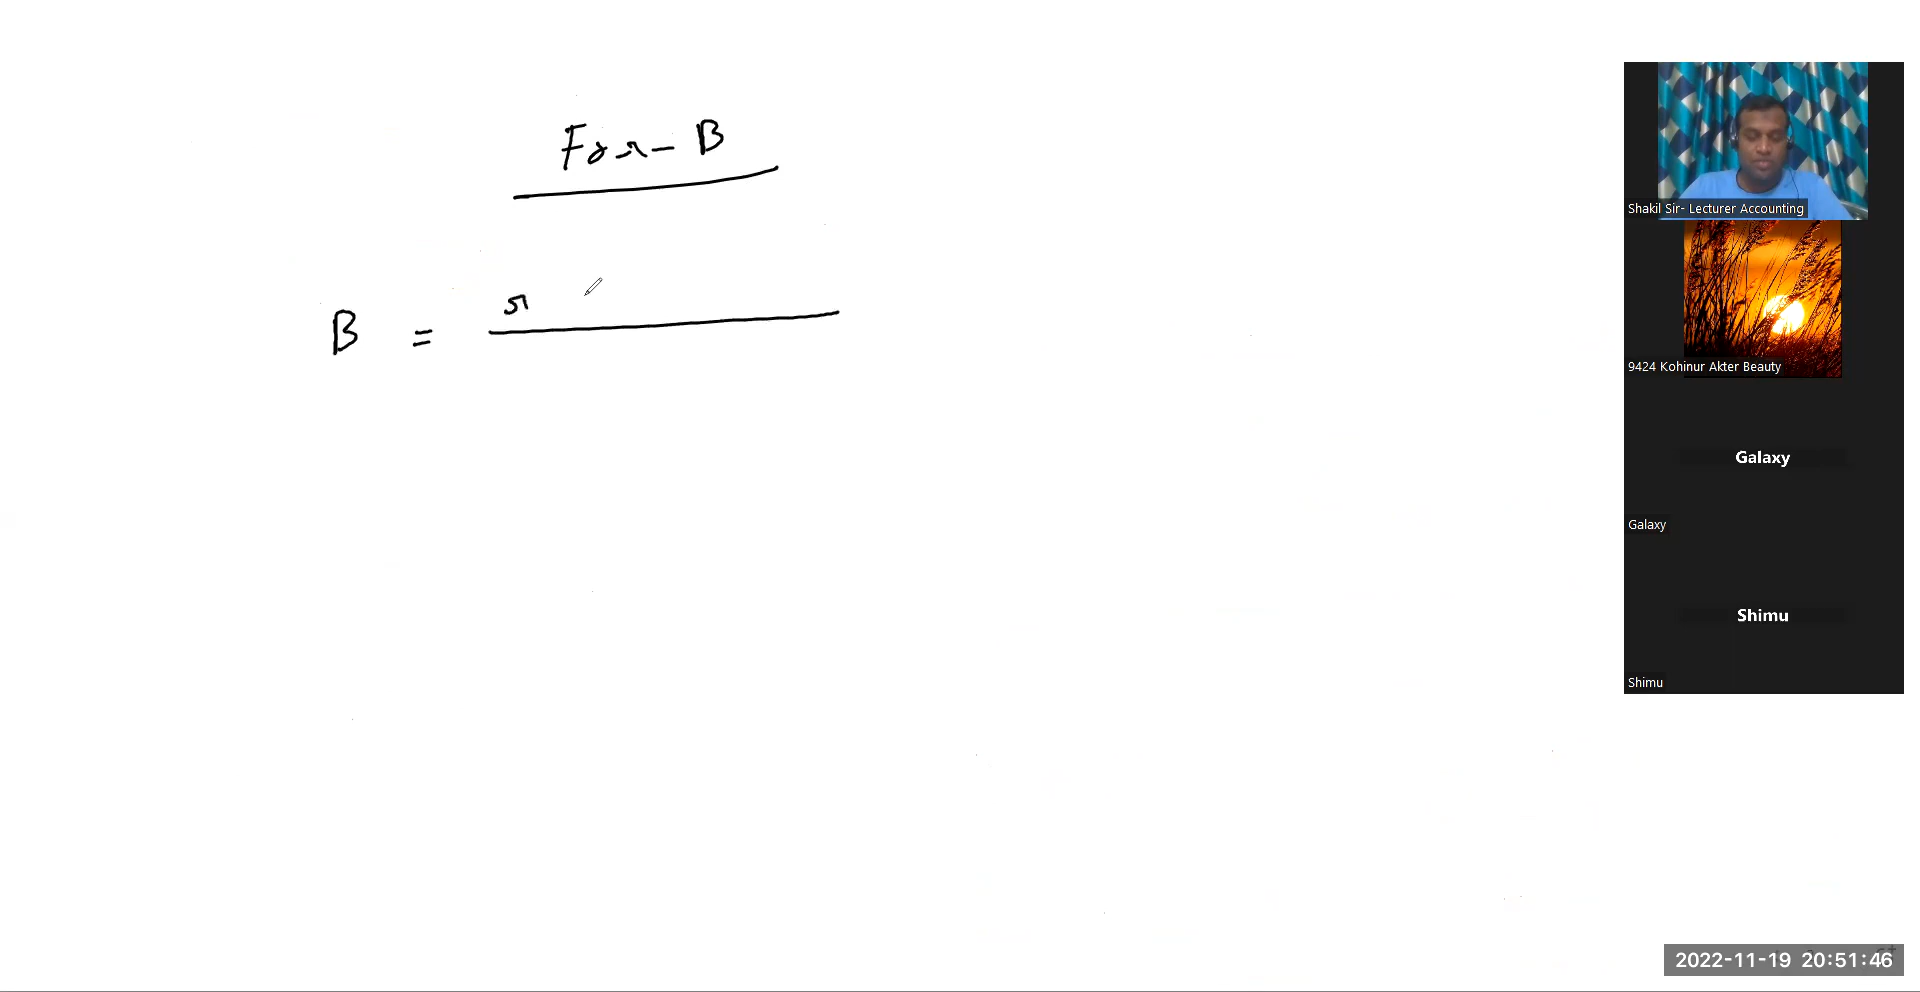 For - B
B = r
Shakil Sir- Lecturer Accounting
9424 Kohinur Akter Beauty
Galaxy
Galaxy
Shimu
Shimu
2022-11-19 20:51:46